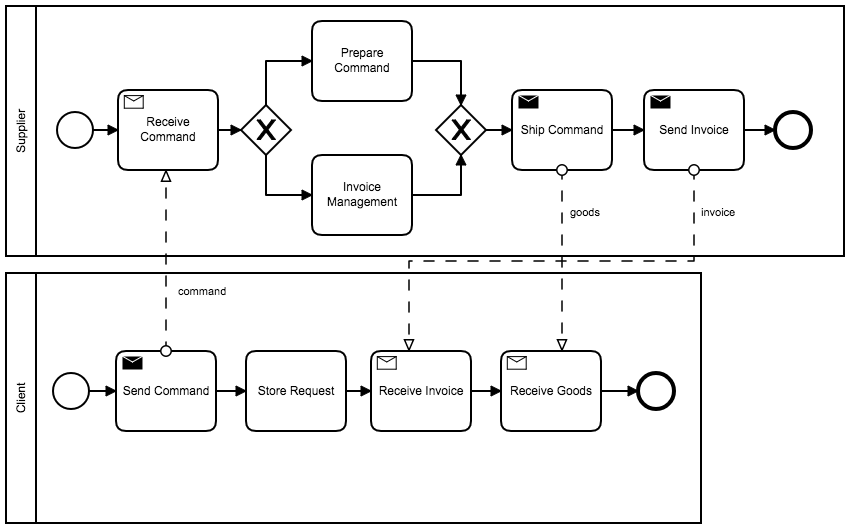 Supplier
Receive
Command
Prepare
Command
Invoice
Management
Ship Command
Send Invoice
goods
invoice
command
Client
Send Command
Store Request
Receive Invoice
Receive Goods